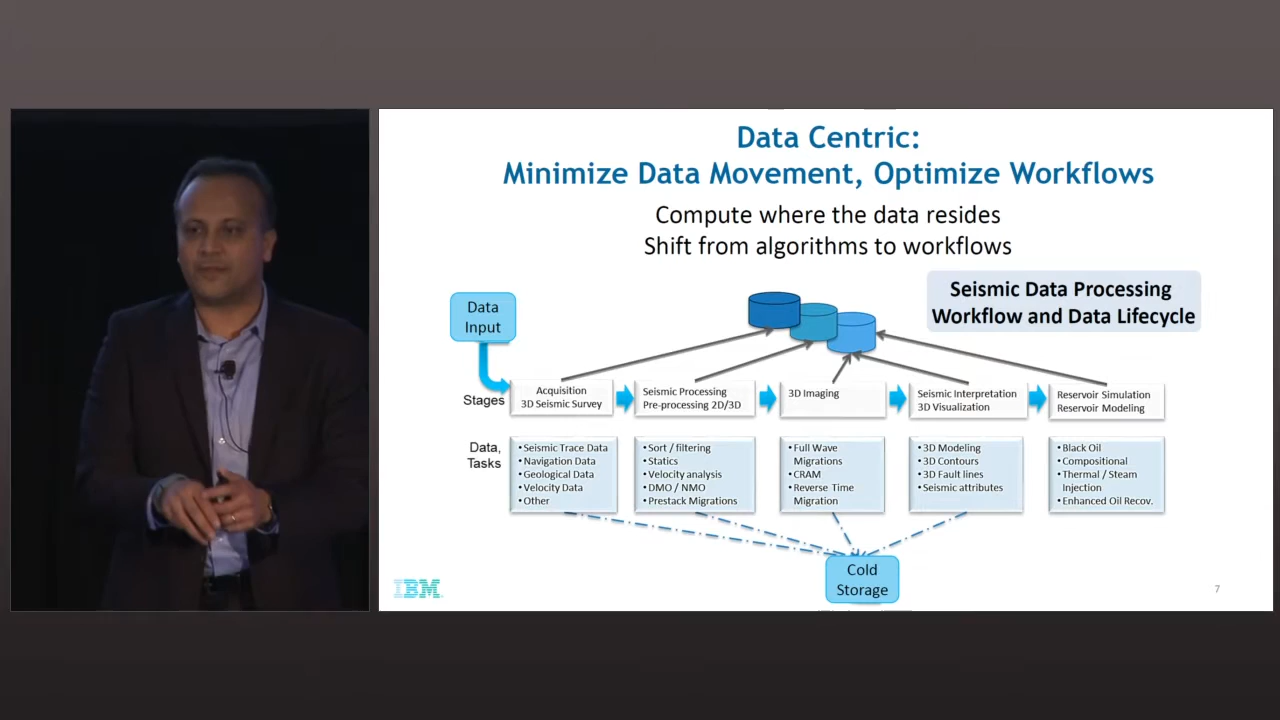 Data Centric:
Minimize Data Movement, Optimize Workflows
Compute where the data resides
Shift from algorithms to workflows
Seismic Data Processing
Workflow and Data Lifecycle
Data
Input
Stages
Acquisition
3D Seismic Survey
Seismic Processing
Pre-processing 2D/3D
3D Imaging
Seismic Interpretation
3D Visualization
Reservoir Simulation
Reservoir Modeling
Data,
Tasks
• Seismic Trace Data
• Navigation Data
• Geological Data
• Velocity Data
• Other
• Sort / filtering
• Statics
• Velocity analysis
• DMO / NMO
• Prestack Migrations
• Full Wave
Migrations
• CRAM
• Reverse Time
Migration
• 3D Modeling
• 3D Contours
• 3D Fault lines
• Seismic attributes
• Black Oil
• Compositional
• Thermal / Steam
Injection
• Enhanced Oil Recov.
Cold
Storage
IBM
7